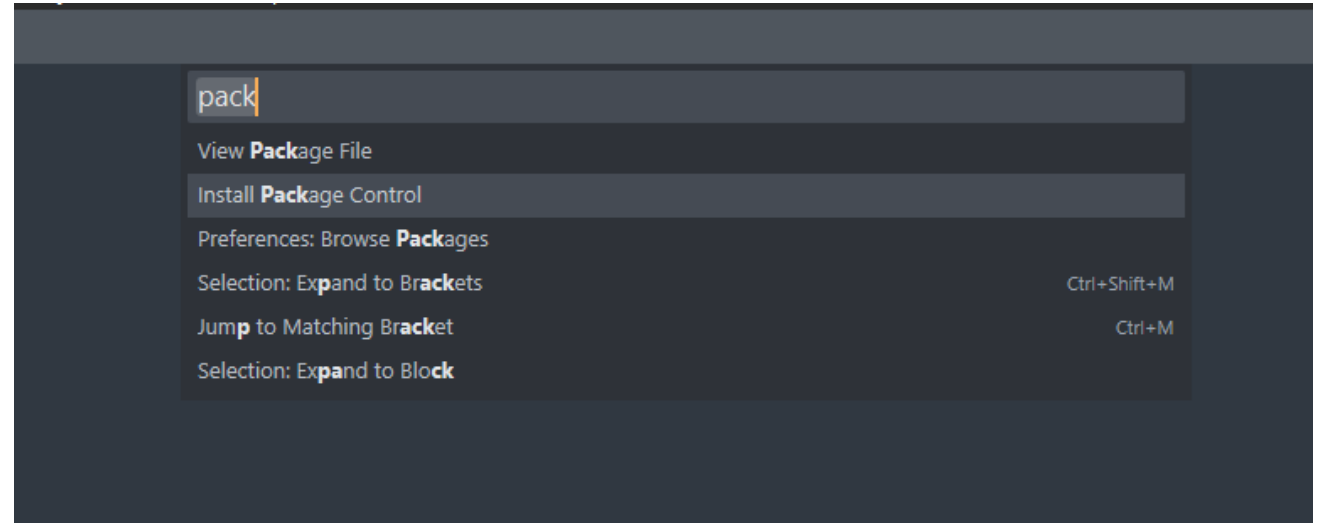 pack
View Package File
Install Package Control
Preferences: Browse Packages
Selection: Expand to Brackets Ctrl+Shift+M
Jump to Matching Bracket Ctrl+M
Selection: Expand to Block